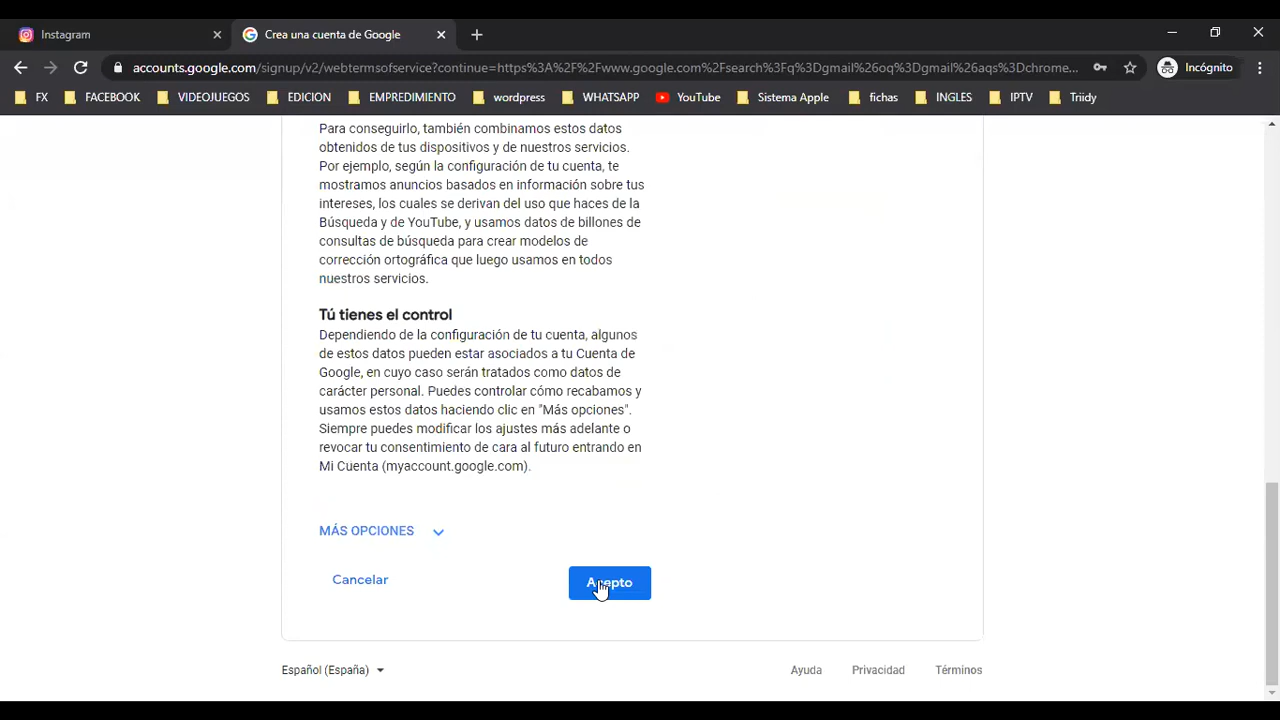 Instagram
Crea una cuenta de Google
accounts.google.com/signup/v2/webtermsofservice?continue=https%3A%2F%2Fwww.google.com%2Fsearch%3Fq%3Dgmail%26oq%3Dgmail%26aqs%3Dchrome...
Incógnito
FX FACEBOOK VIDEOJUEGOS EDICION EMPREDIMIENTO wordpress WHATSAPP YouTube Sistema Apple fichas INGLES IPTV Triidy
Para conseguirlo, también combinamos estos datos
obtenidos de tus dispositivos y de nuestros servicios.
Por ejemplo, según la configuración de tu cuenta, te
mostramos anuncios basados en información sobre tus
intereses, los cuales se derivan del uso que haces de la
Búsqueda y de YouTube, y usamos datos de billones de
consultas de búsqueda para crear modelos de
corrección ortográfica que luego usamos en todos
nuestros servicios.
Tú tienes el control
Dependiendo de la configuración de tu cuenta, algunos
de estos datos pueden estar asociados a tu Cuenta de
Google, en cuyo caso serán tratados como datos de
carácter personal. Puedes controlar cómo recabamos y
usamos estos datos haciendo clic en "Más opciones".
Siempre puedes modificar los ajustes más adelante o
revocar tu consentimiento de cara al futuro entrando en
Mi Cuenta (myaccount.google.com).
MÁS OPCIONES
Cancelar
Acepto
Español (España)
Ayuda Privacidad Términos